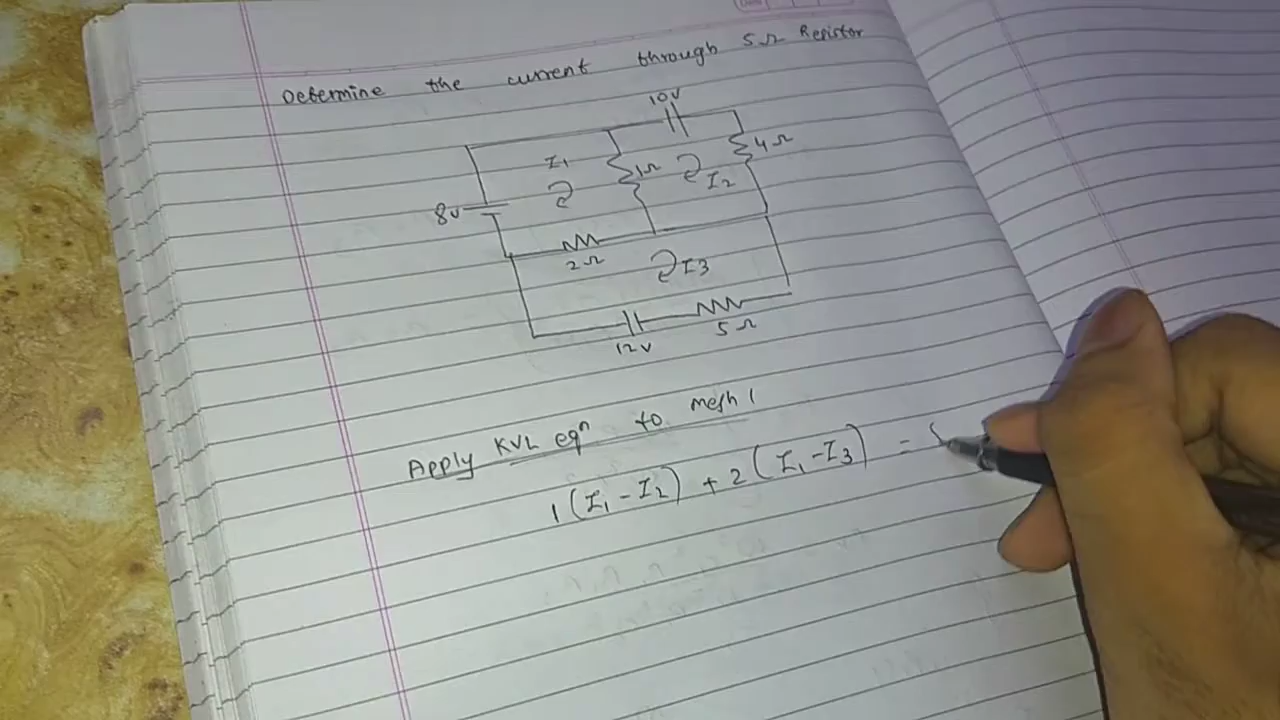 Determine the current through 5Ω Resistor
10V
4Ω
I1
1Ω
I2
8V
2Ω
I3
5Ω
12V
Apply KVL eqn to mesh 1
1(I1 - I2) + 2(I1 - I3) =